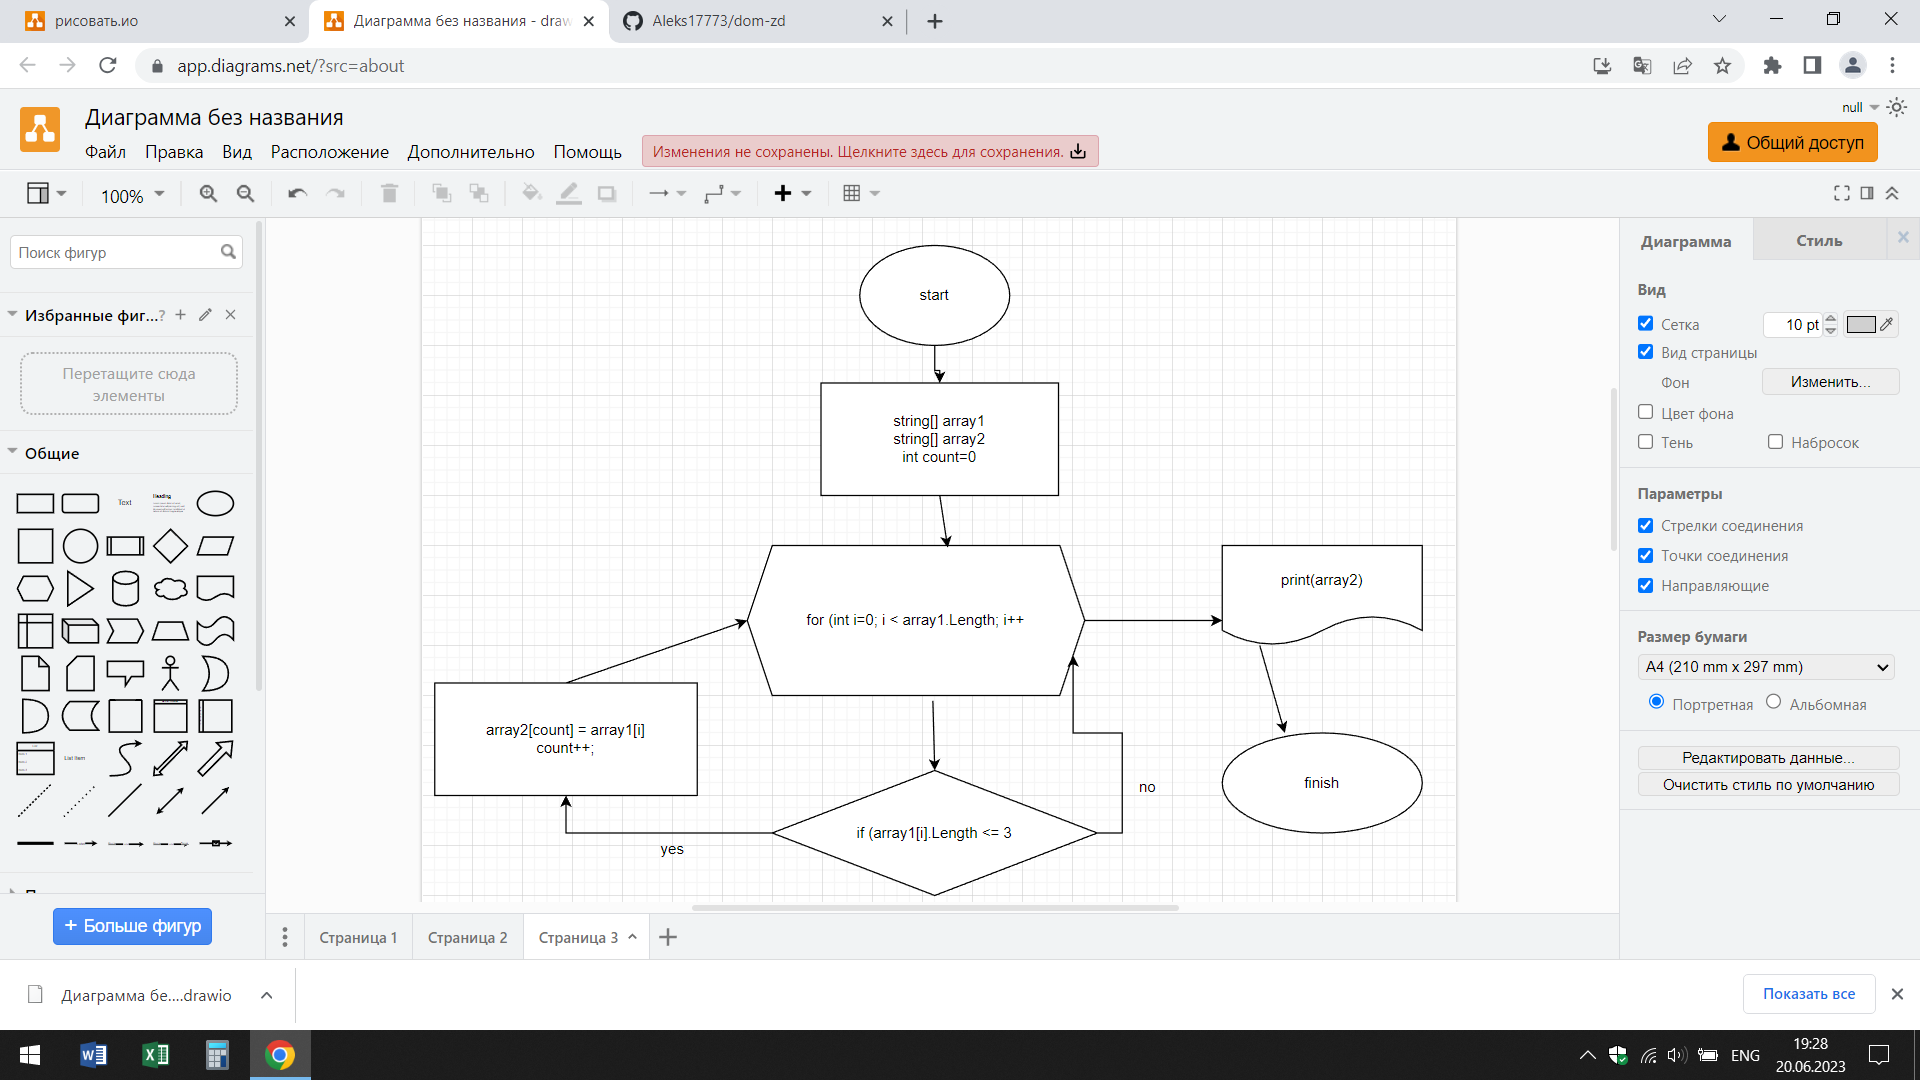 рисовать.ио
Диаграмма без названия - draw
Aleks17773/dom-zd
app.diagrams.net/?src=about
Диаграмма без названия
null
Файл Правка Вид Расположение Дополнительно Помощь
Изменения не сохранены. Щелкните здесь для сохранения.
Общий доступ
100%
Поиск фигур
Избранные фиг...?
Перетащите сюда
элементы
Общие
Text
Heading
List Item
+ Больше фигур
start
string[] array1
string[] array2
int count=0
for (int i=0; i < array1.Length; i++
print(array2)
array2[count] = array1[i]
count++;
if (array1[i].Length <= 3
yes
no
finish
Диаграмма
Стиль
Вид
Сетка
10 pt
Вид страницы
Фон
Изменить...
Цвет фона
Тень
Набросок
Параметры
Стрелки соединения
Точки соединения
Направляющие
Размер бумаги
A4 (210 mm x 297 mm)
Портретная
Альбомная
Редактировать данные...
Очистить стиль по умолчанию
Страница 1
Страница 2
Страница 3
Диаграмма бе....drawio
Показать все
ENG
19:28
20.06.2023